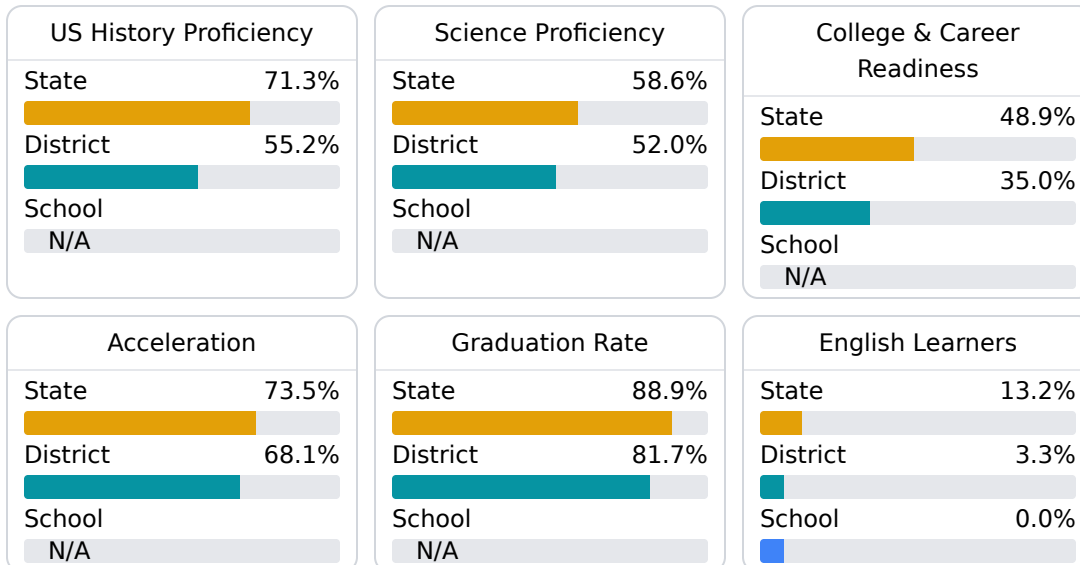 US History Proficiency
State 71.3%
District 55.2%
School
N/A
Science Proficiency
State 58.6%
District 52.0%
School
N/A
College & Career
Readiness
State 48.9%
District 35.0%
School
N/A
Acceleration
State 73.5%
District 68.1%
School
N/A
Graduation Rate
State 88.9%
District 81.7%
School
N/A
English Learners
State 13.2%
District 3.3%
School 0.0%